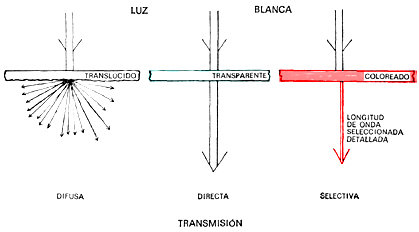 LUZ BLANCA
TRANSLUCIDO TRANSPARENTE COLOREADO
LONGITUD
DE ONDA
SELECCIONADA
DETALLADA
DIFUSA DIRECTA SELECTIVA
TRANSMISIÓN